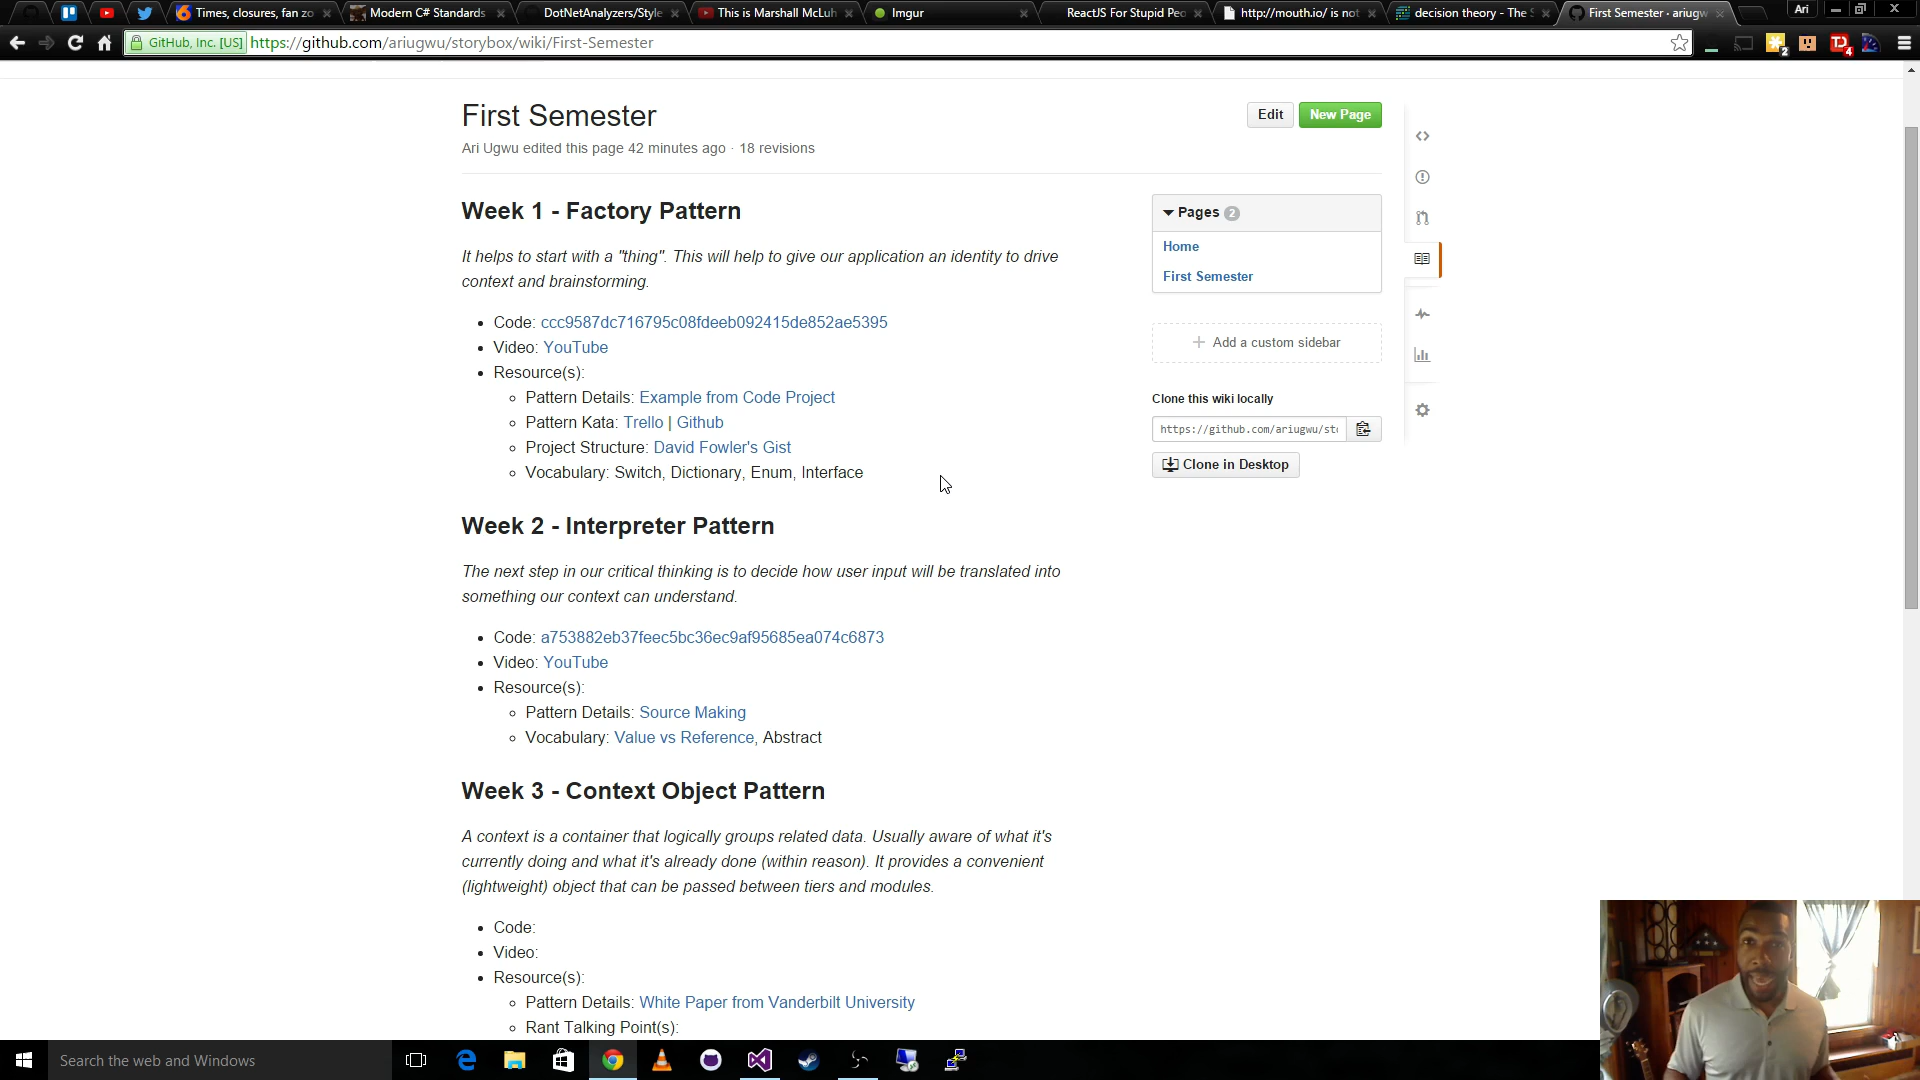 Times, closures, fan zo
Modern C# Standards
DotNetAnalyzers/Style
This is Marshall McLuh
Imgur
ReactJS For Stupid Peo
http://mouth.io/ is not
decision theory - The S
First Semester · ariugw
Ari
GitHub, Inc. [US]
https://github.com/ariugwu/storybox/wiki/First-Semester
2
4
First Semester
Edit
New Page
Ari Ugwu edited this page 42 minutes ago · 18 revisions
Week 1 - Factory Pattern
It helps to start with a "thing". This will help to give our application an identity to drive
context and brainstorming.
Code: ccc9587dc716795c08fdeeb092415de852ae5395
Video: YouTube
Resource(s):
Pattern Details: Example from Code Project
Pattern Kata: Trello | Github
Project Structure: David Fowler's Gist
Vocabulary: Switch, Dictionary, Enum, Interface
Week 2 - Interpreter Pattern
The next step in our critical thinking is to decide how user input will be translated into
something our context can understand.
Code: a753882eb37feec5bc36ec9af95685ea074c6873
Video: YouTube
Resource(s):
Pattern Details: Source Making
Vocabulary: Value vs Reference, Abstract
Week 3 - Context Object Pattern
A context is a container that logically groups related data. Usually aware of what it's
currently doing and what it's already done (within reason). It provides a convenient
(lightweight) object that can be passed between tiers and modules.
Code:
Video:
Resource(s):
Pattern Details: White Paper from Vanderbilt University
Rant Talking Point(s):
Pages 2
Home
First Semester
Add a custom sidebar
Clone this wiki locally
https://github.com/ariugwu/sto
Clone in Desktop
Search the web and Windows